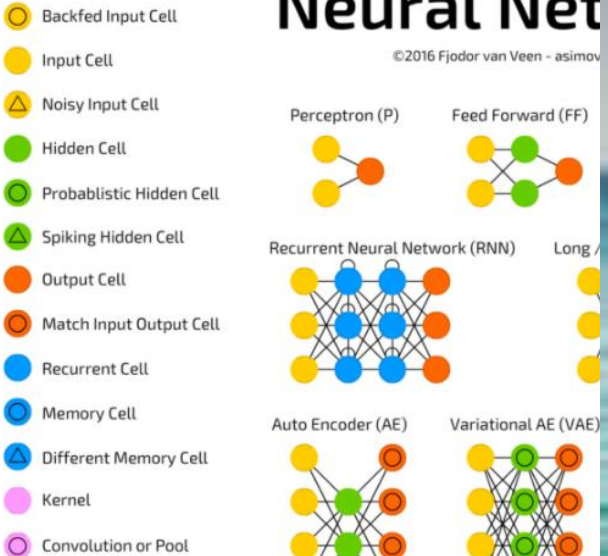 Neural Net
©2016 Fjodor van Veen - asimov
Backfed Input Cell
Input Cell
Noisy Input Cell
Hidden Cell
Probablistic Hidden Cell
Spiking Hidden Cell
Output Cell
Match Input Output Cell
Recurrent Cell
Memory Cell
Different Memory Cell
Kernel
Convolution or Pool
Perceptron (P)
Feed Forward (FF)
Recurrent Neural Network (RNN)
Long /
Auto Encoder (AE)
Variational AE (VAE)